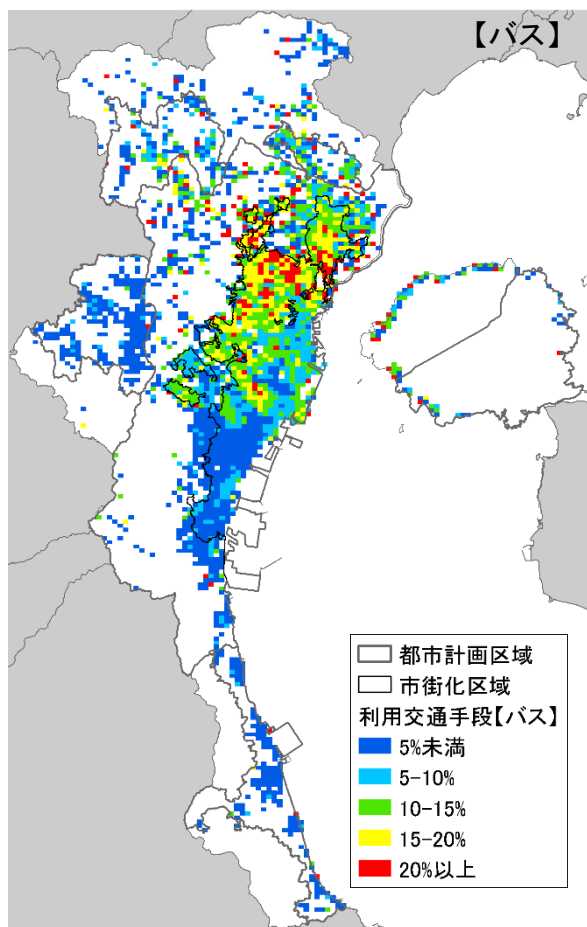 【バス】
都市計画区域
市街化区域
利用交通手段【バス】
5%未満
5-10%
10-15%
15-20%
20%以上